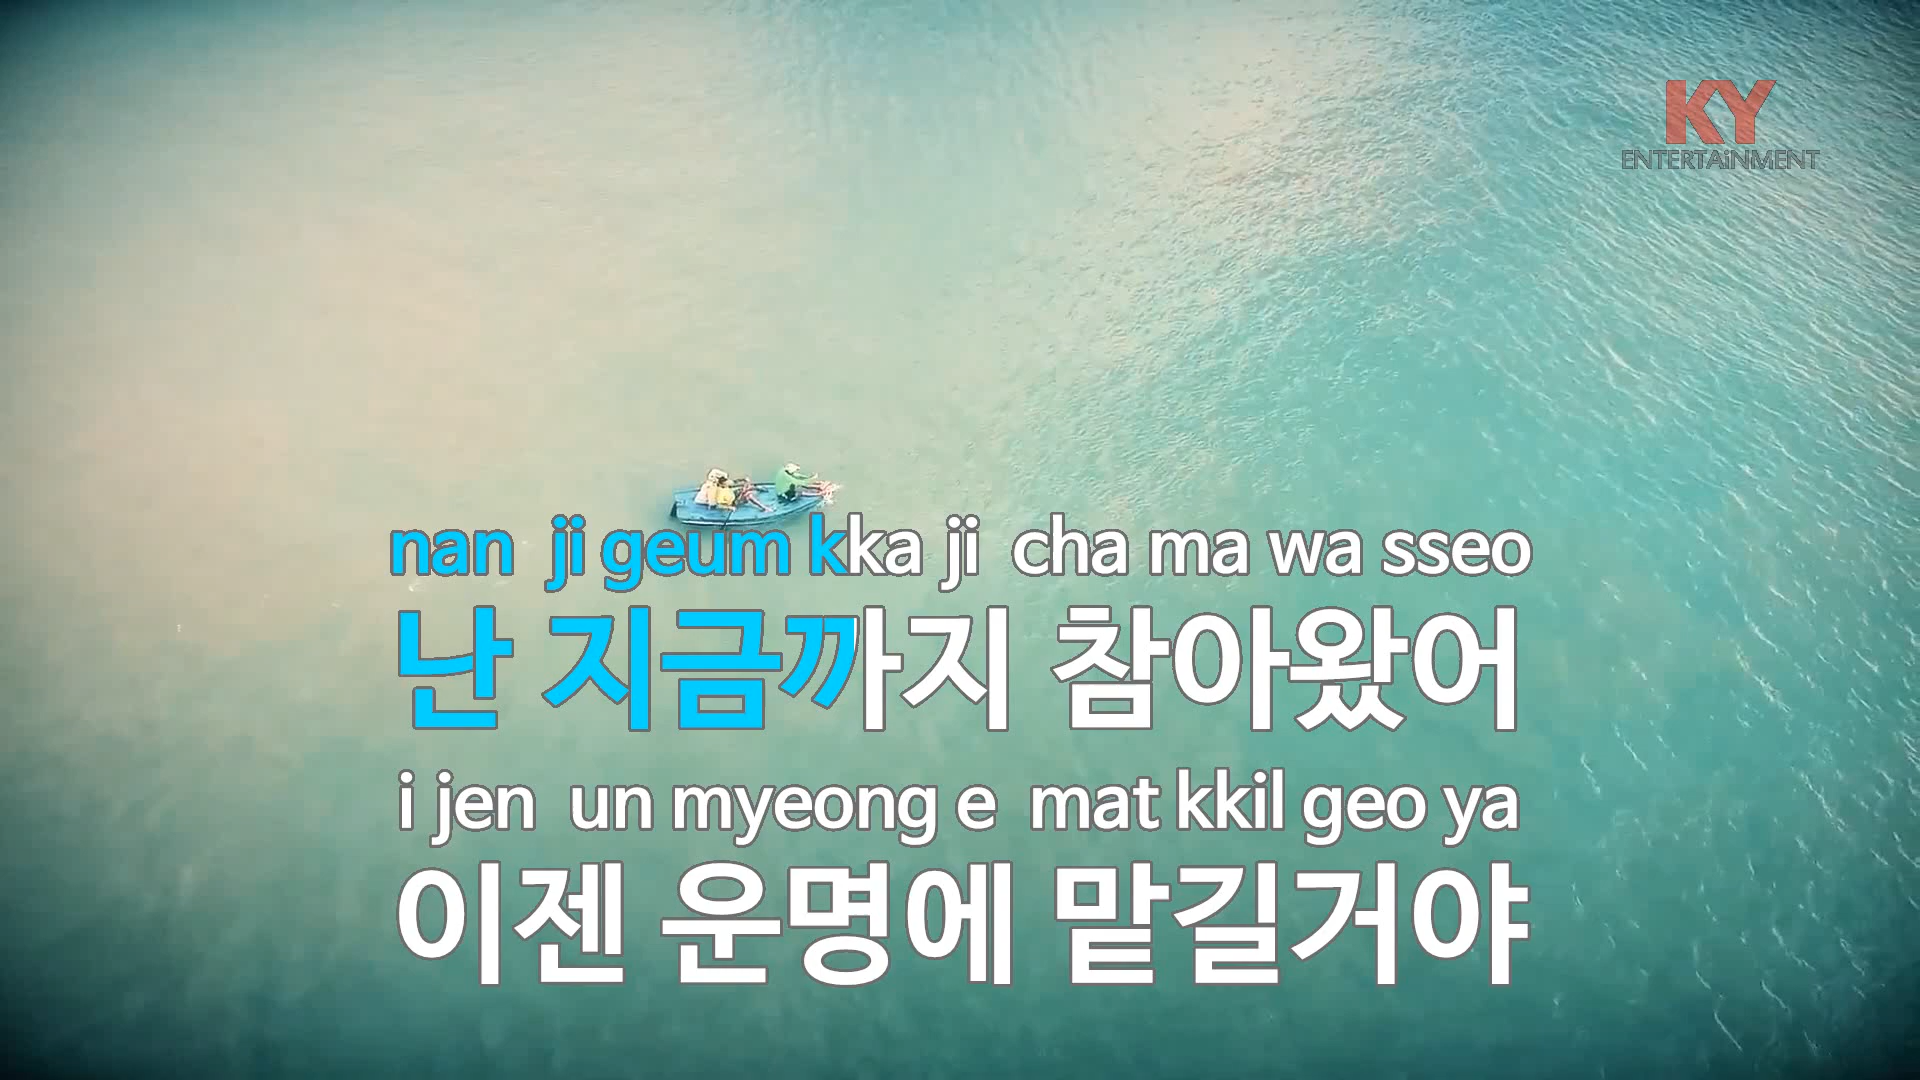 KY
ENTERTAiNMENT
nan ji geum kka ji cha ma wa sseo
난 지금까지 참아왔어
i jen un myeong e mat kkil geo ya
이젠 운명에 맡길거야